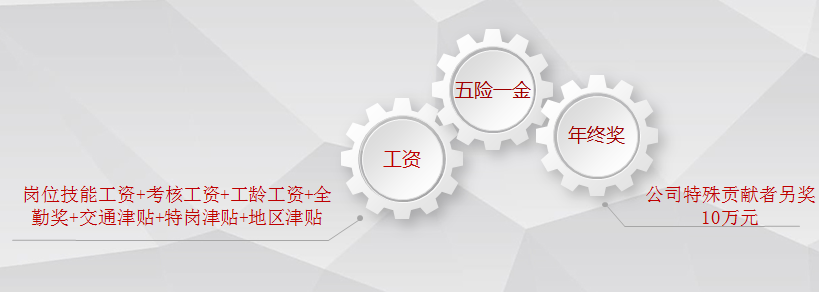 五险一金
年终奖
工资
岗位技能工资+考核工资+工龄工资+全
勤奖+交通津贴+特岗津贴+地区津贴
公司特殊贡献者另奖
10万元